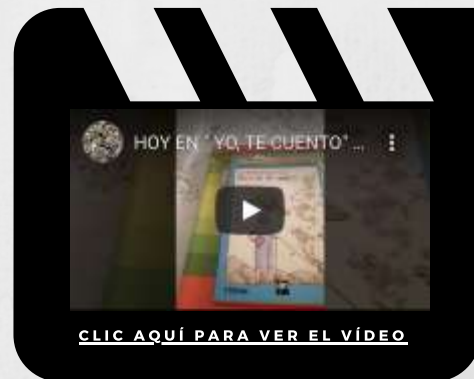 HOY EN " YO, TE CUENTO" ...
CLIC AQUÍ PARA VER EL VÍDEO